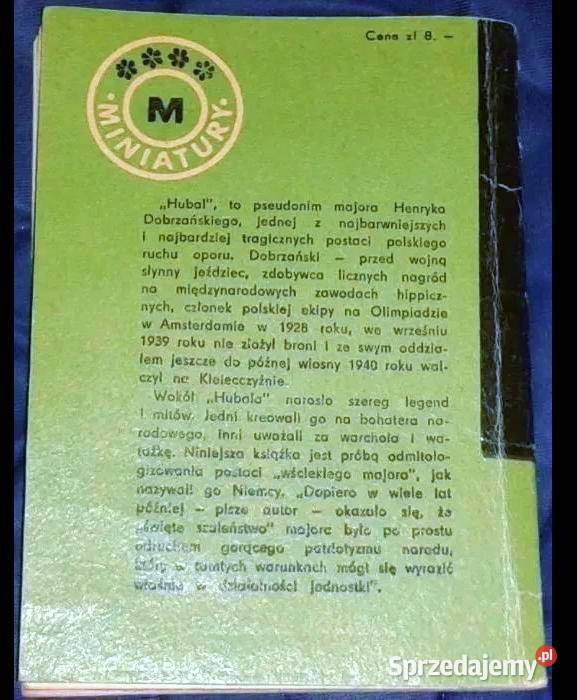 Cena zł 8. —
M
MINIATURY
„Hubal”, to pseudonim majora Henryka
Dobrzańskiego, jednej z najbarwniejszych
i najbardziej tragicznych postaci polskiego
ruchu oporu. Dobrzański — przed wojną
słynny jeździec, zdobywca licznych nagród
na międzynarodowych zawodach hippicz-
nych, członek polskiej ekipy na Olimpiadzie
w Amsterdamie w 1928 roku, we wrześniu
1939 roku nie złożył broni i ze swym oddzia-
łem jeszcze do późnej wiosny 1940 roku wal-
czył na Kielecczyźnie.
Wokół „Hubala” narosło szereg legend
i mitów. Jedni kreowali go na bohatera na-
rodowego, inni uważali za warchoła i wa-
tażkę. Niniejsza książka jest próbą odmitolo-
gizowania postaci „wściekłego majora”, jak
nazywali go Niemcy. „Dopiero w wiele lat
później — pisze autor — okazało się, że
„święte szaleństwo” majora było po prostu
odruchem gorącego patriotyzmu narodu,
który w tamtych warunkach mógł się wyrazić
właśnie w działalności jednostki”.
Sprzedajemy.pl